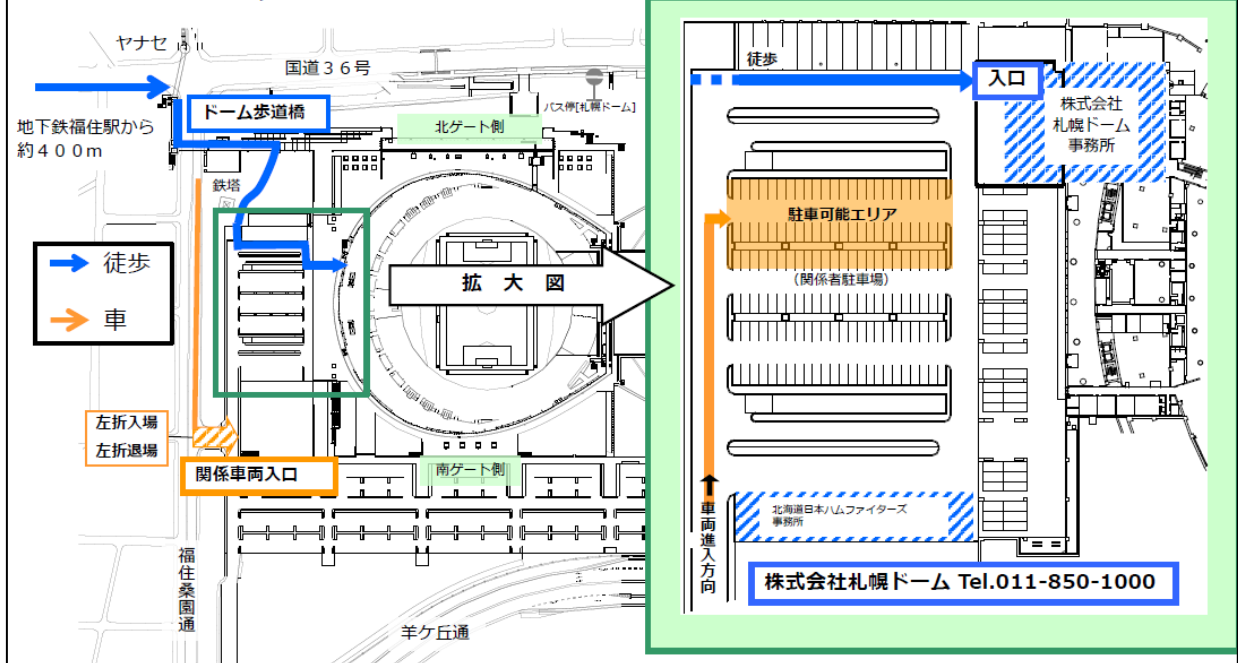 ヤナセ
国道３６号
ドーム歩道橋
バス停[札幌ドーム]
地下鉄福住駅から
約４００ｍ
北ゲート側
鉄塔
徒歩
車
拡 大 図
左折入場
左折退場
関係車両入口
南ゲート側
福住桑園通
羊ケ丘通
徒歩
入口
株式会社
札幌ドーム
事務所
駐車可能エリア
(関係者駐車場)
車両進入方向
北海道日本ハムファイターズ
事務所
株式会社札幌ドーム Tel.011-850-1000